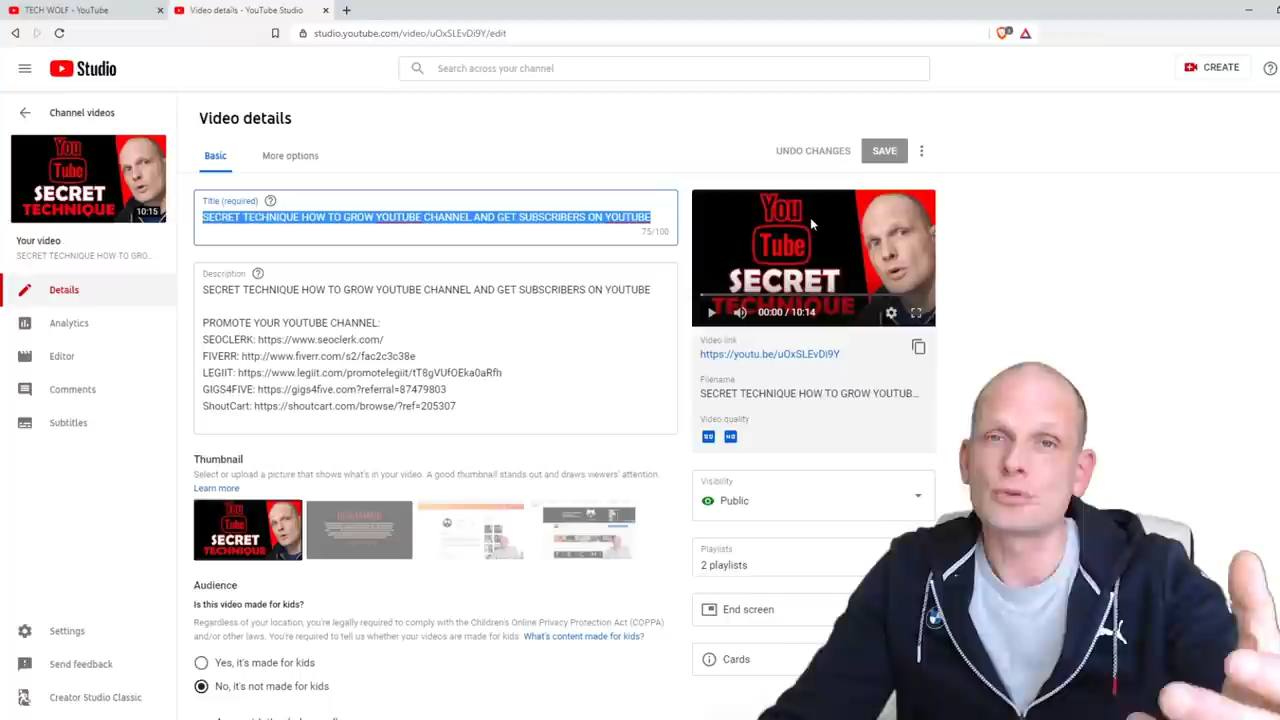 TECH WOLF - YouTube
Video details - YouTube Studio
studio.youtube.com/video/uOxSLEvDi9Y/edit
Studio
Search across your channel
CREATE
Channel videos
You
Tube
SECRET
TECHNIQUE
10:15
Your video
SECRET TECHNIQUE HOW TO GRO...
Details
Analytics
Editor
Comments
Subtitles
Settings
Send feedback
Creator Studio Classic
Video details
Basic
More options
UNDO CHANGES
SAVE
Title (required)
SECRET TECHNIQUE HOW TO GROW YOUTUBE CHANNEL AND GET SUBSCRIBERS ON YOUTUBE
75/100
Description
SECRET TECHNIQUE HOW TO GROW YOUTUBE CHANNEL AND GET SUBSCRIBERS ON YOUTUBE
PROMOTE YOUR YOUTUBE CHANNEL:
SEOCLERK: https://www.seoclerk.com/
FIVERR: http://www.fiverr.com/s2/fac2c3c38e
LEGIIT: https://www.legiit.com/promotelegiit/tT8gVUfOEka0aRfh
GIGS4FIVE: https://gigs4five.com?referral=87479803
ShoutCart: https://shoutcart.com/browse/?ref=205307
Thumbnail
Select or upload a picture that shows what's in your video. A good thumbnail stands out and draws viewers' attention.
Learn more
You
Tube
SECRET
TECHNIQUE
Audience
Is this video made for kids?
Regardless of your location, you're legally required to comply with the Children's Online Privacy Protection Act (COPPA)
and/or other laws. You're required to tell us whether your videos are made for kids. What's content made for kids?
Yes, it's made for kids
No, it's not made for kids
You
Tube
SECRET
TECHNIQUE
00:00 / 10:14
Video link
https://youtu.be/uOxSLEvDi9Y
Filename
SECRET TECHNIQUE HOW TO GROW YOUTUB...
Video quality
Visibility
Public
Playlists
2 playlists
End screen
Cards